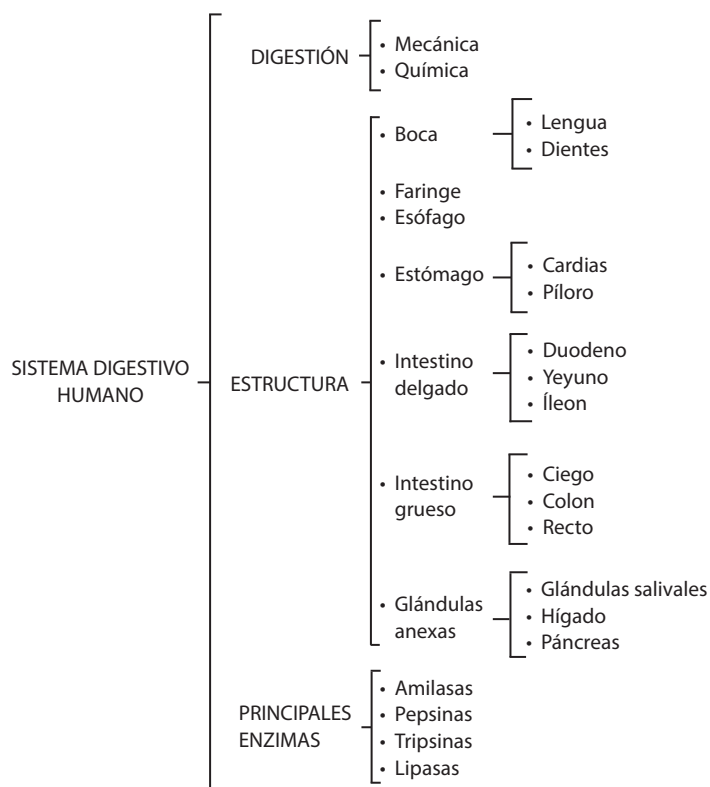 DIGESTIÓN
• Mecánica
• Química
SISTEMA DIGESTIVO
HUMANO
ESTRUCTURA
• Boca
• Lengua
• Dientes
• Faringe
• Esófago
• Estómago
• Cardias
• Píloro
• Intestino
delgado
• Duodeno
• Yeyuno
• Íleon
• Intestino
grueso
• Ciego
• Colon
• Recto
• Glándulas
anexas
• Glándulas salivales
• Hígado
• Páncreas
PRINCIPALES
ENZIMAS
• Amilasas
• Pepsinas
• Tripsinas
• Lipasas